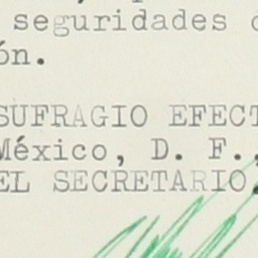 seguridades
ón.
SUFRAGIO EFECT
México, D. F.,
EL SECRETARIO